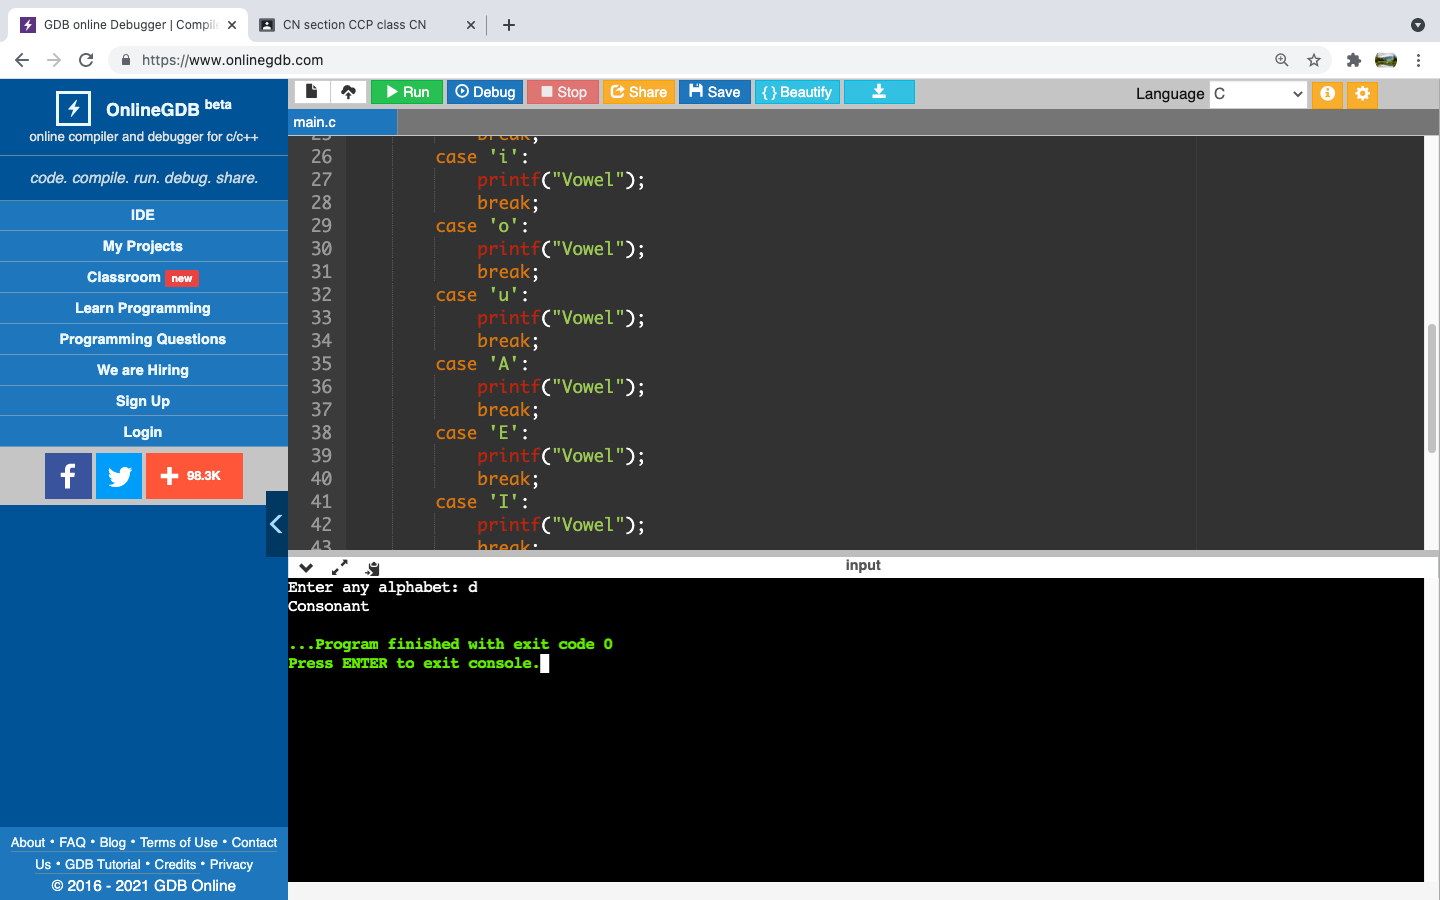 GDB online Debugger | Compil
CN section CCP class CN
https://www.onlinegdb.com
OnlineGDB beta
online compiler and debugger for c/c++
code. compile. run. debug. share.
IDE
My Projects
Classroom new
Learn Programming
Programming Questions
We are Hiring
Sign Up
Login
98.3K
About • FAQ • Blog • Terms of Use • Contact
Us • GDB Tutorial • Credits • Privacy
© 2016 - 2021 GDB Online
Run Debug Stop Share Save { } Beautify Language C
main.c
25 break;
26 case 'i':
27 printf("Vowel");
28 break;
29 case 'o':
30 printf("Vowel");
31 break;
32 case 'u':
33 printf("Vowel");
34 break;
35 case 'A':
36 printf("Vowel");
37 break;
38 case 'E':
39 printf("Vowel");
40 break;
41 case 'I':
42 printf("Vowel");
43 break;
input
Enter any alphabet: d
Consonant
...Program finished with exit code 0
Press ENTER to exit console.